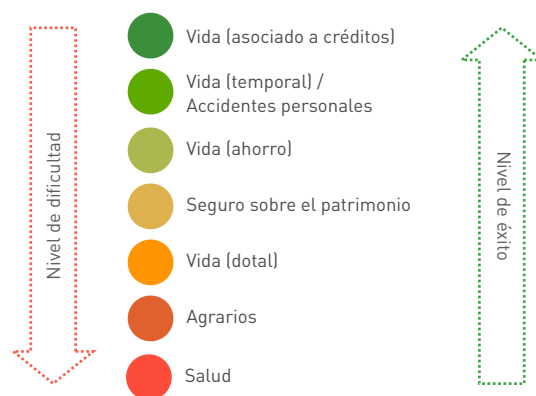 Nivel de dificultad
Vida (asociado a créditos)
Vida (temporal) /
Accidentes personales
Vida (ahorro)
Seguro sobre el patrimonio
Vida (dotal)
Agrarios
Salud
Nivel de éxito